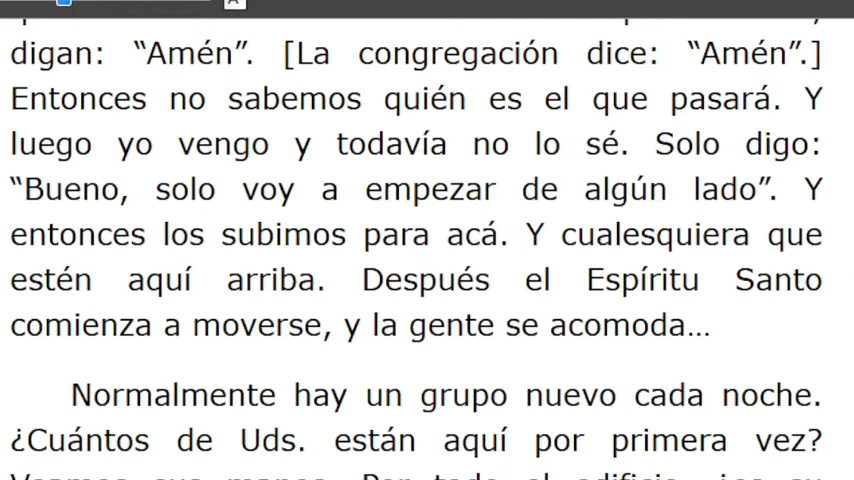 digan: “Amén”. [La congregación dice: “Amén”.]
Entonces no sabemos quién es el que pasará. Y
luego yo vengo y todavía no lo sé. Solo digo:
“Bueno, solo voy a empezar de algún lado”. Y
entonces los subimos para acá. Y cualesquiera que
estén aquí arriba. Después el Espíritu Santo
comienza a moverse, y la gente se acomoda…
Normalmente hay un grupo nuevo cada noche.
¿Cuántos de Uds. están aquí por primera vez?